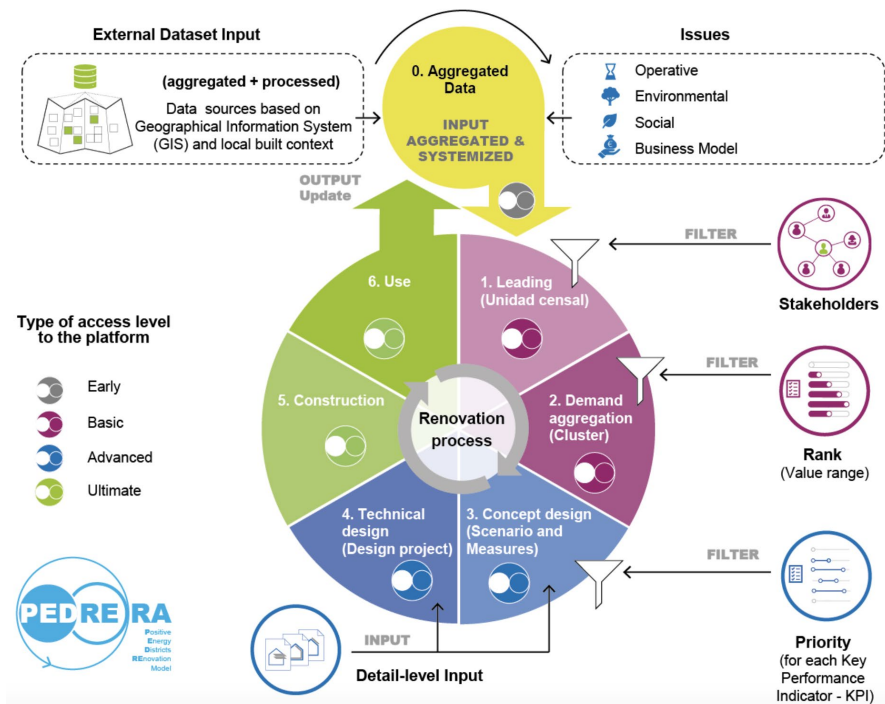 External Dataset Input
(aggregated + processed)
Data sources based on
Geographical Information System
(GIS) and local built context
0. Aggregated
Data
INPUT
AGGREGATED &
SYSTEMIZED
Issues
Operative
Environmental
Social
Business Model
OUTPUT
Update
FILTER
Stakeholders
1. Leading
(Unidad censal)
6. Use
Type of access level
to the platform
Early
Basic
Advanced
Ultimate
FILTER
Rank
(Value range)
2. Demand
aggregation
(Cluster)
5. Construction
Renovation
process
4. Technical
design
(Design project)
3. Concept design
(Scenario and
Measures)
FILTER
Priority
(for each Key
Performance
Indicator - KPI)
INPUT
Detail-level Input
PEDRERA
Positive
Energy
Districts
REnovation
Model